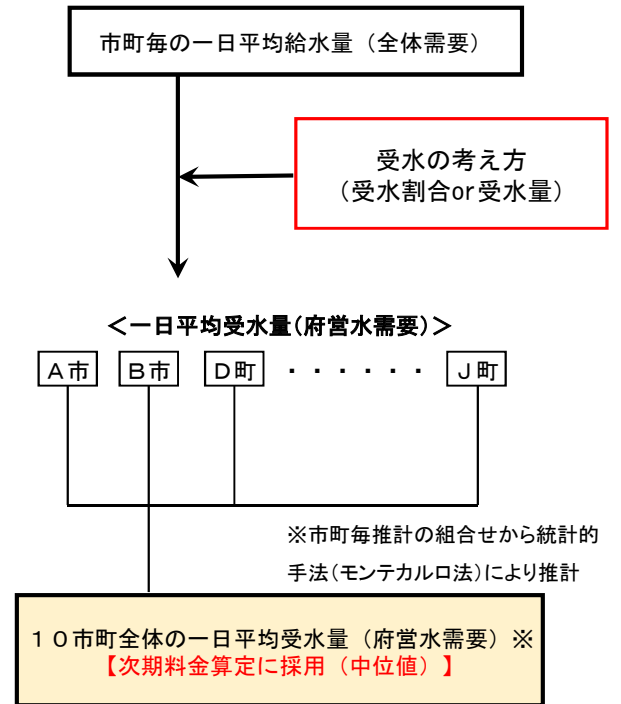 市町毎の一日平均給水量（全体需要）
受水の考え方
（受水割合or受水量）
＜一日平均受水量（府営水需要）＞
A市 B市 D町 ・・・・・・ J町
※市町毎推計の組合せから統計的
手法（モンテカルロ法）により推計
１０市町全体の一日平均受水量（府営水需要）※
【次期料金算定に採用（中位値）】